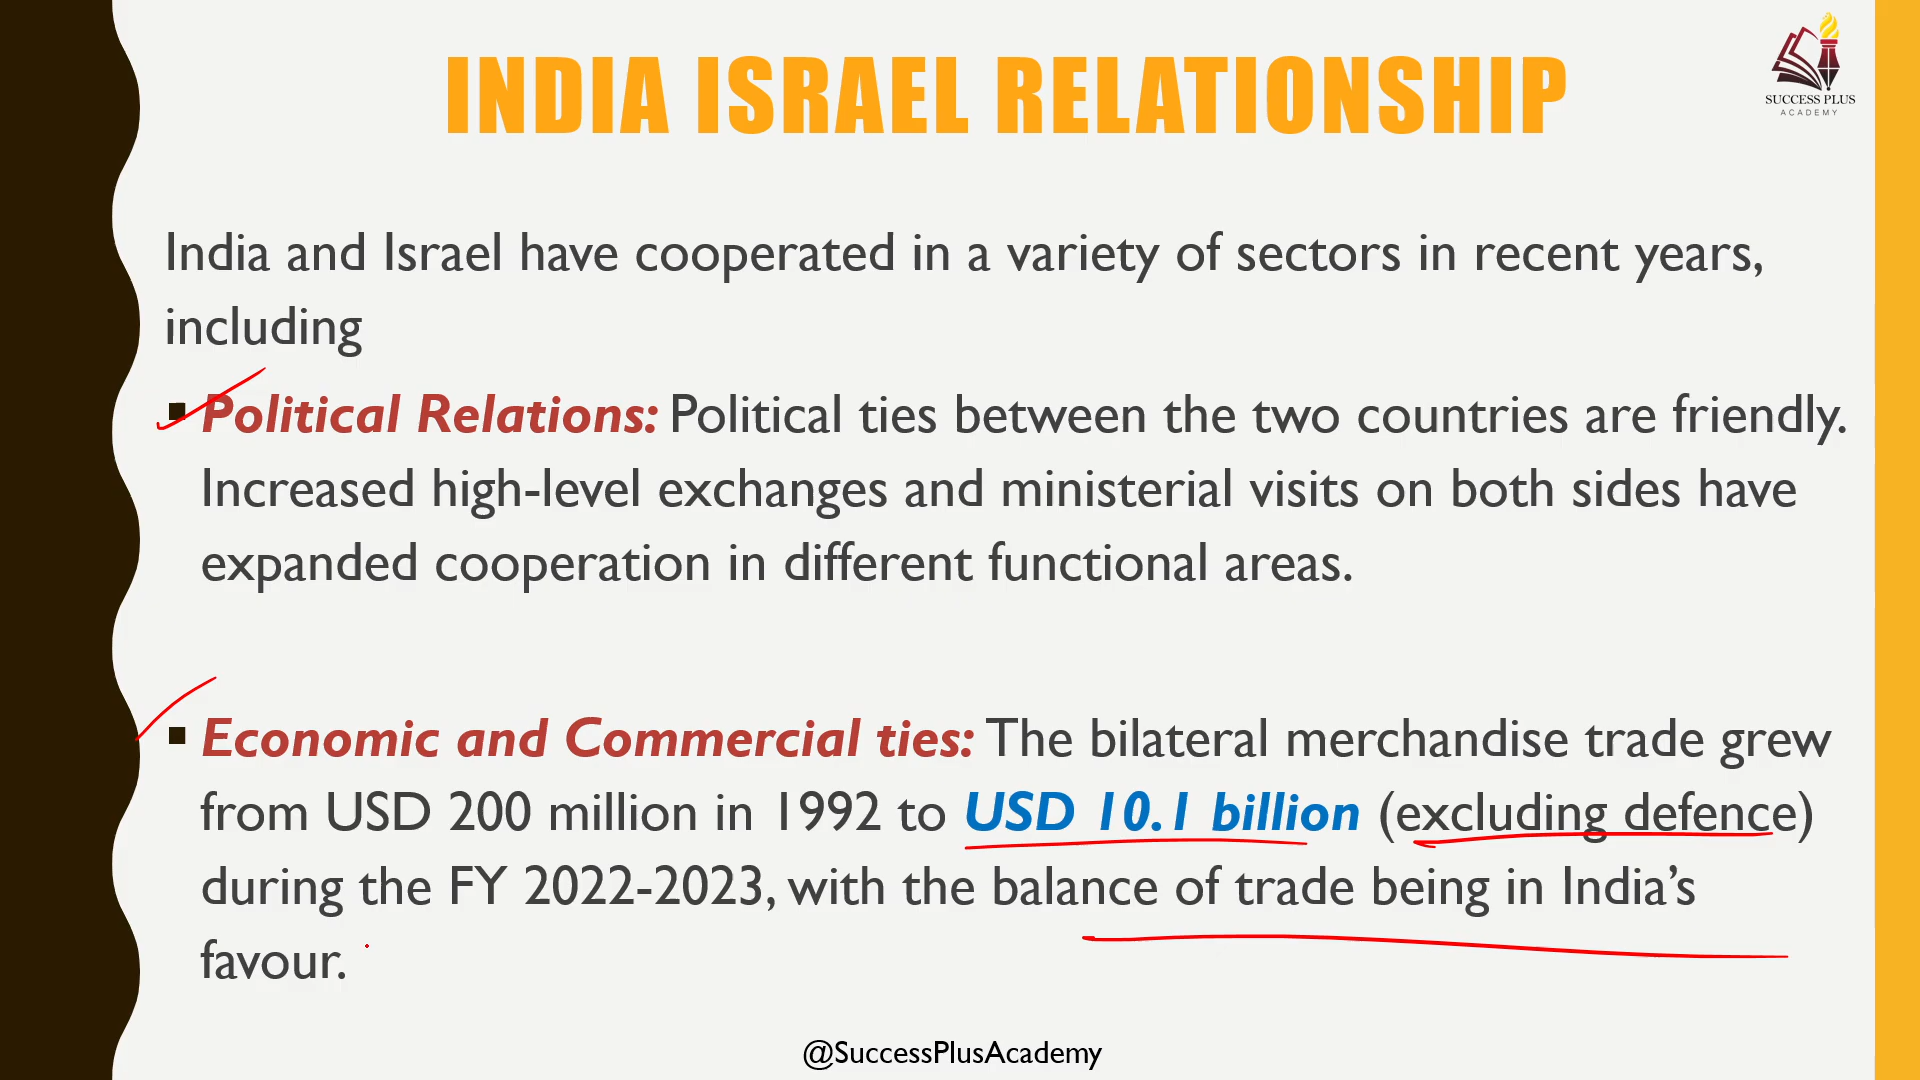 INDIA ISRAEL RELATIONSHIP
SUCCESS PLUS
ACADEMY
India and Israel have cooperated in a variety of sectors in recent years,
including
▪ Political Relations: Political ties between the two countries are friendly.
Increased high-level exchanges and ministerial visits on both sides have
expanded cooperation in different functional areas.
▪ Economic and Commercial ties: The bilateral merchandise trade grew
from USD 200 million in 1992 to USD 10.1 billion (excluding defence)
during the FY 2022-2023, with the balance of trade being in India’s
favour.
@SuccessPlusAcademy